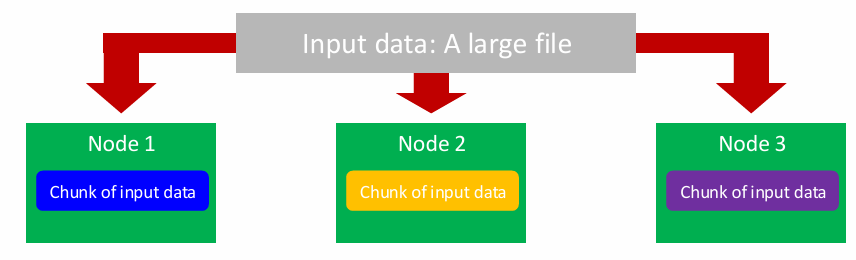 Input data: A large file
Node 1
Node 2
Node 3
Chunk of input data
Chunk of input data
Chunk of input data